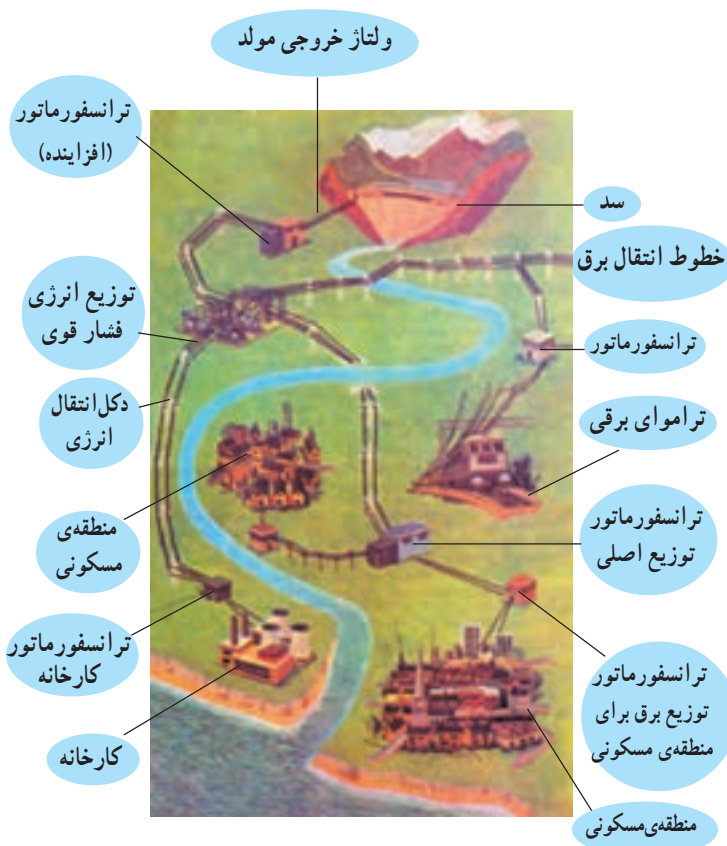 ولتاژ خروجی مولد
ترانسفورماتور
(افزاینده)
سد
خطوط انتقال برق
توزیع انرژی
فشار قوی
ترانسفورماتور
دکل انتقال
انرژی
تراموای برقی
منطقه‌ی
مسکونی
ترانسفورماتور
توزیع اصلی
ترانسفورماتور
کارخانه
ترانسفورماتور
توزیع برق برای
منطقه‌ی مسکونی
کارخانه
منطقه‌ی مسکونی